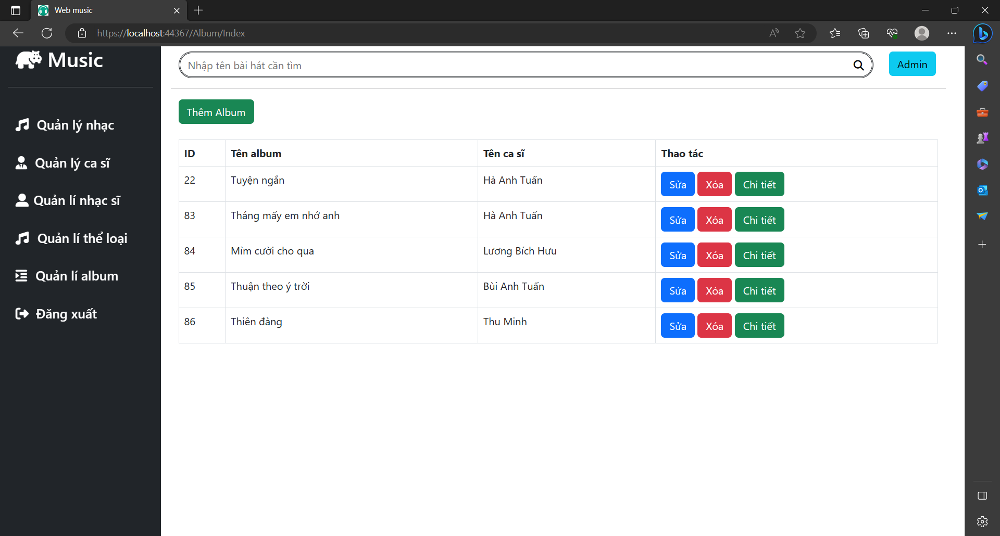 Web music
https://localhost:44367/Album/Index
Music
Nhập tên bài hát cần tìm
Admin
Quản lý nhạc
Quản lý ca sĩ
Quản lí nhạc sĩ
Quản lí thể loại
Quản lí album
Đăng xuất
Thêm Album
ID Tên album Tên ca sĩ Thao tác
22 Tuyện ngắn Hà Anh Tuấn Sửa Xóa Chi tiết
83 Tháng mấy em nhớ anh Hà Anh Tuấn Sửa Xóa Chi tiết
84 Mỉm cười cho qua Lương Bích Hưu Sửa Xóa Chi tiết
85 Thuận theo ý trời Bùi Anh Tuấn Sửa Xóa Chi tiết
86 Thiên đàng Thu Minh Sửa Xóa Chi tiết